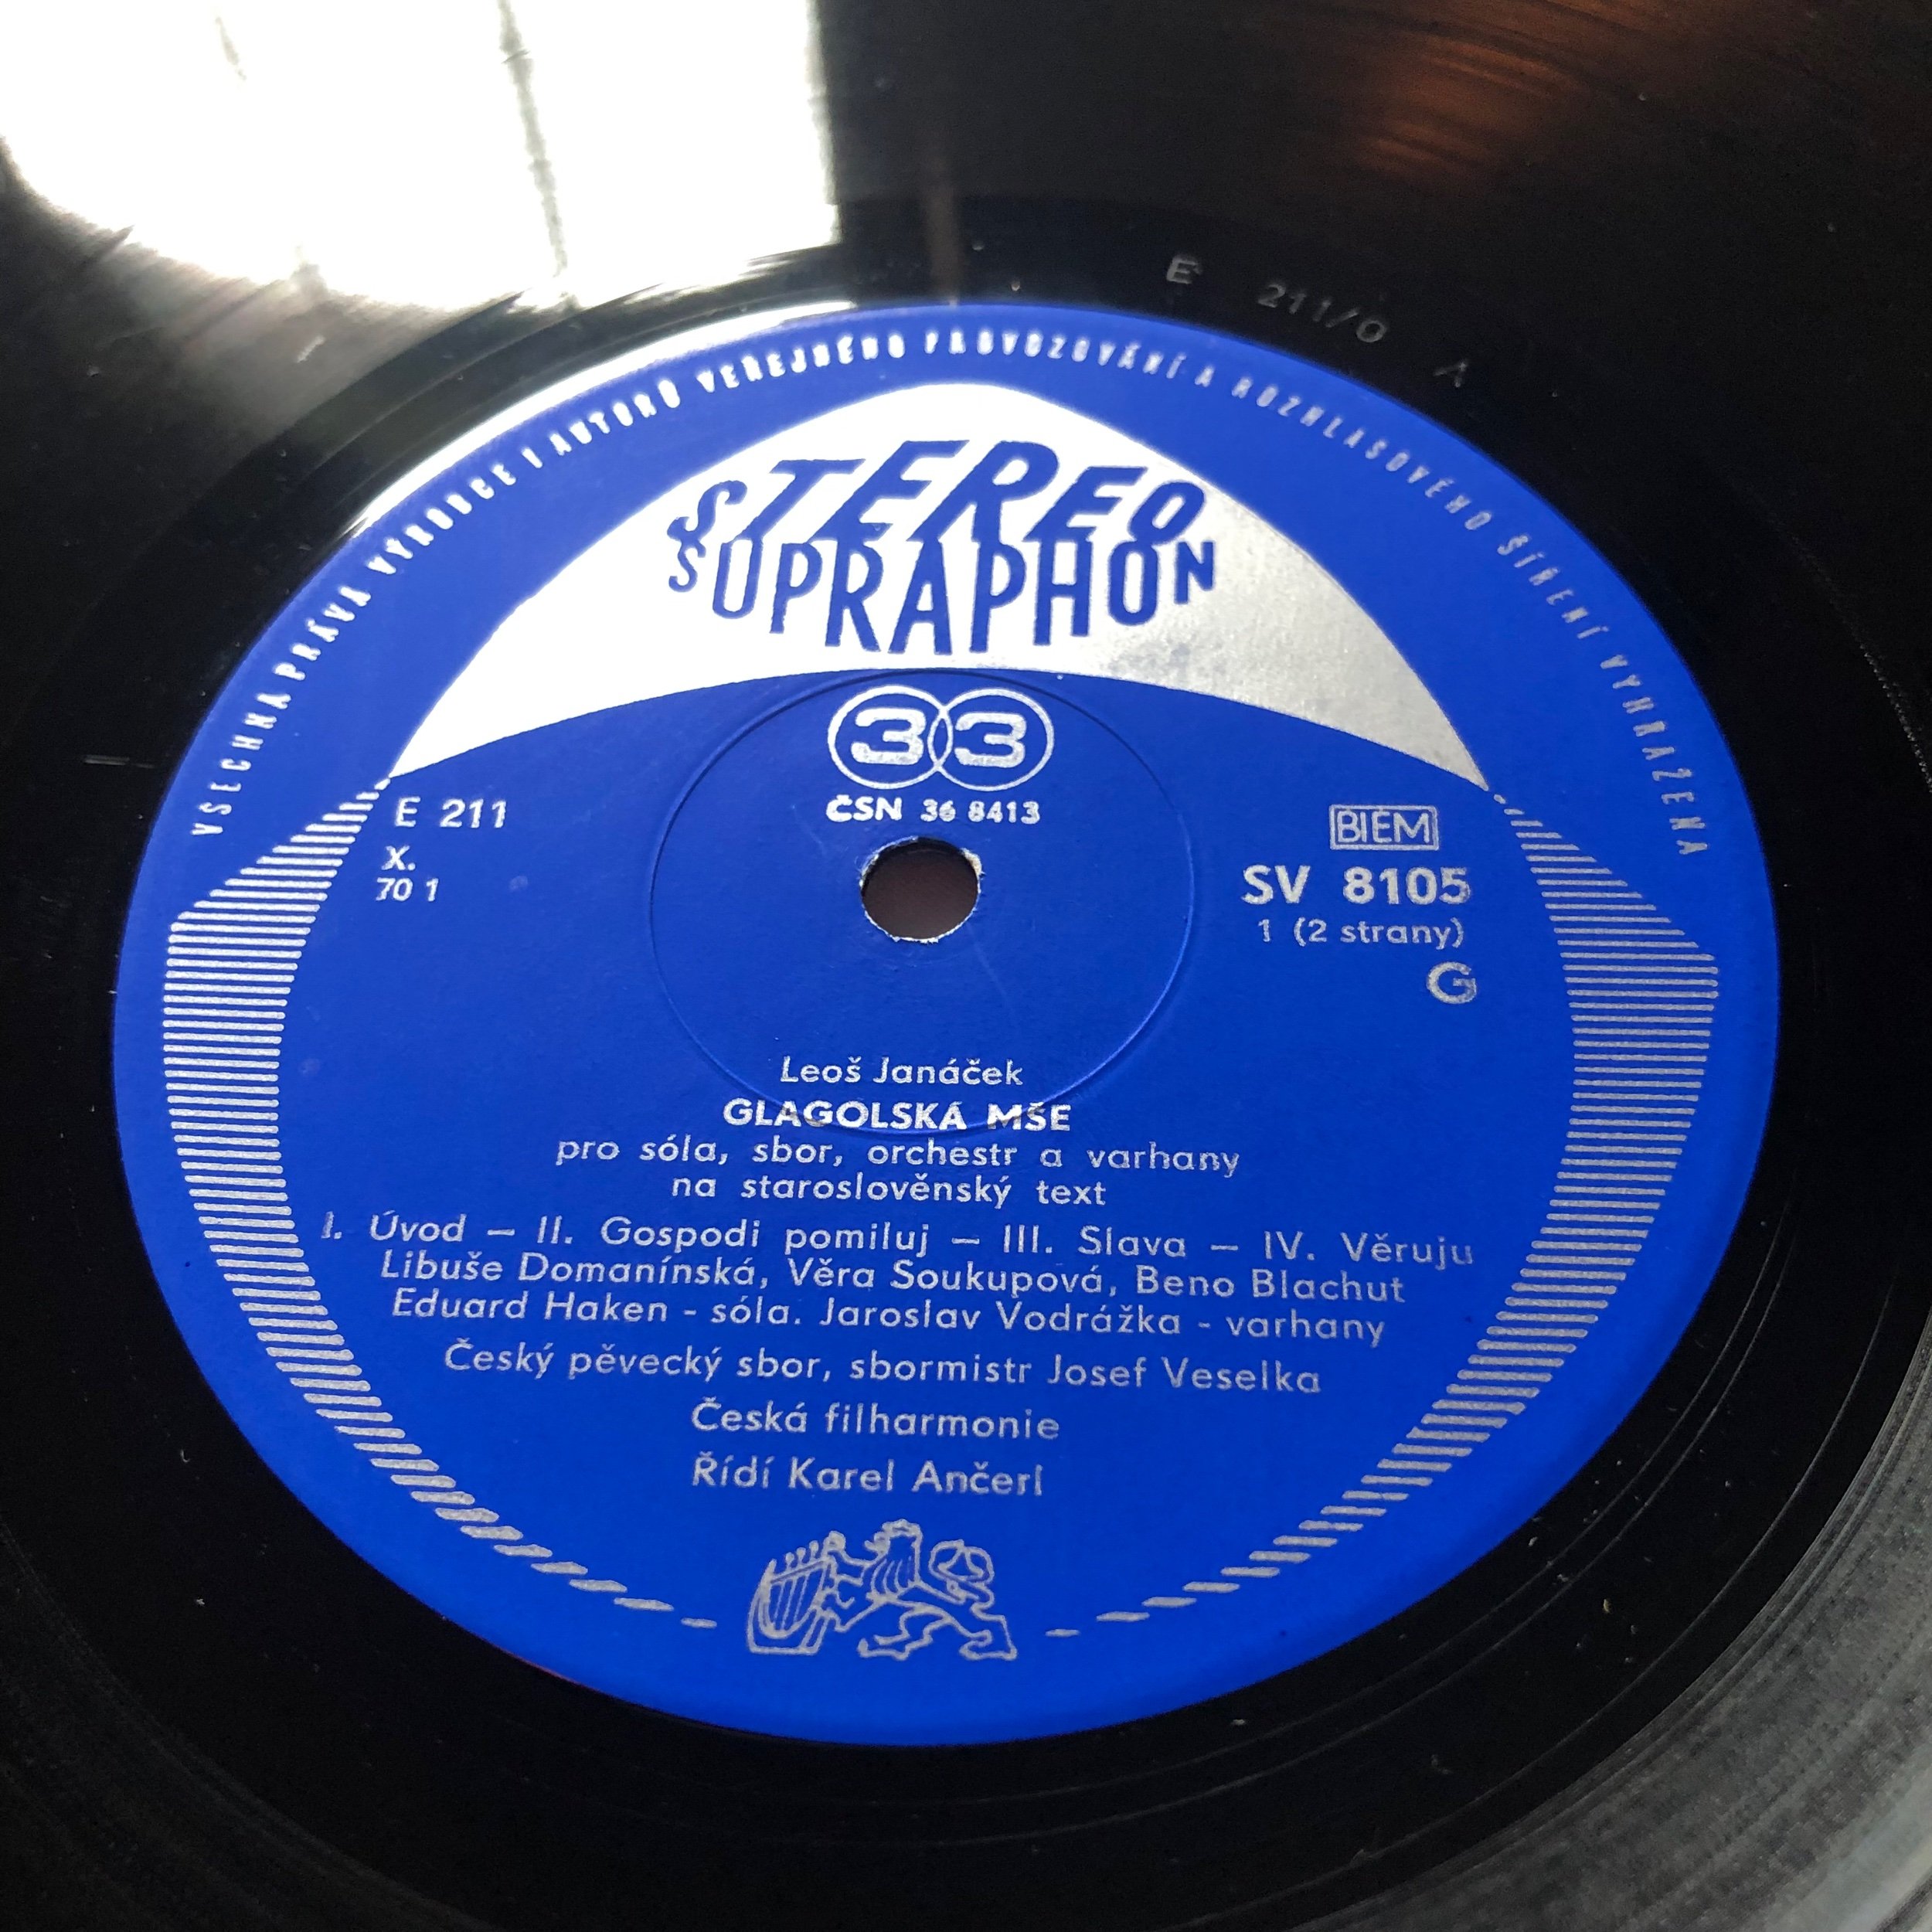 E 211/0 A
VŠECHNA PRÁVA VÝROBCE I AUTORŮ VEŘEJNÉHO PROVOZOVÁNÍ A ROZHLASOVÉHO ŠÍŘENÍ VYHRAZENA
STEREO
SUPRAPHON
33
ČSN 36 8413
E 211
X.
70 1
BIEM
SV 8105
1 (2 strany)
G
Leoš Janáček
GLAGOLSKÁ MŠE
pro sóla, sbor, orchestr a varhany
na staroslověnský text
I. Úvod — II. Gospodi pomiluj — III. Slava — IV. Věruju
Libuše Domanínská, Věra Soukupová, Beno Blachut
Eduard Haken - sóla. Jaroslav Vodrážka - varhany
Český pěvecký sbor, sbormistr Josef Veselka
Česká filharmonie
Řídí Karel Ančerl